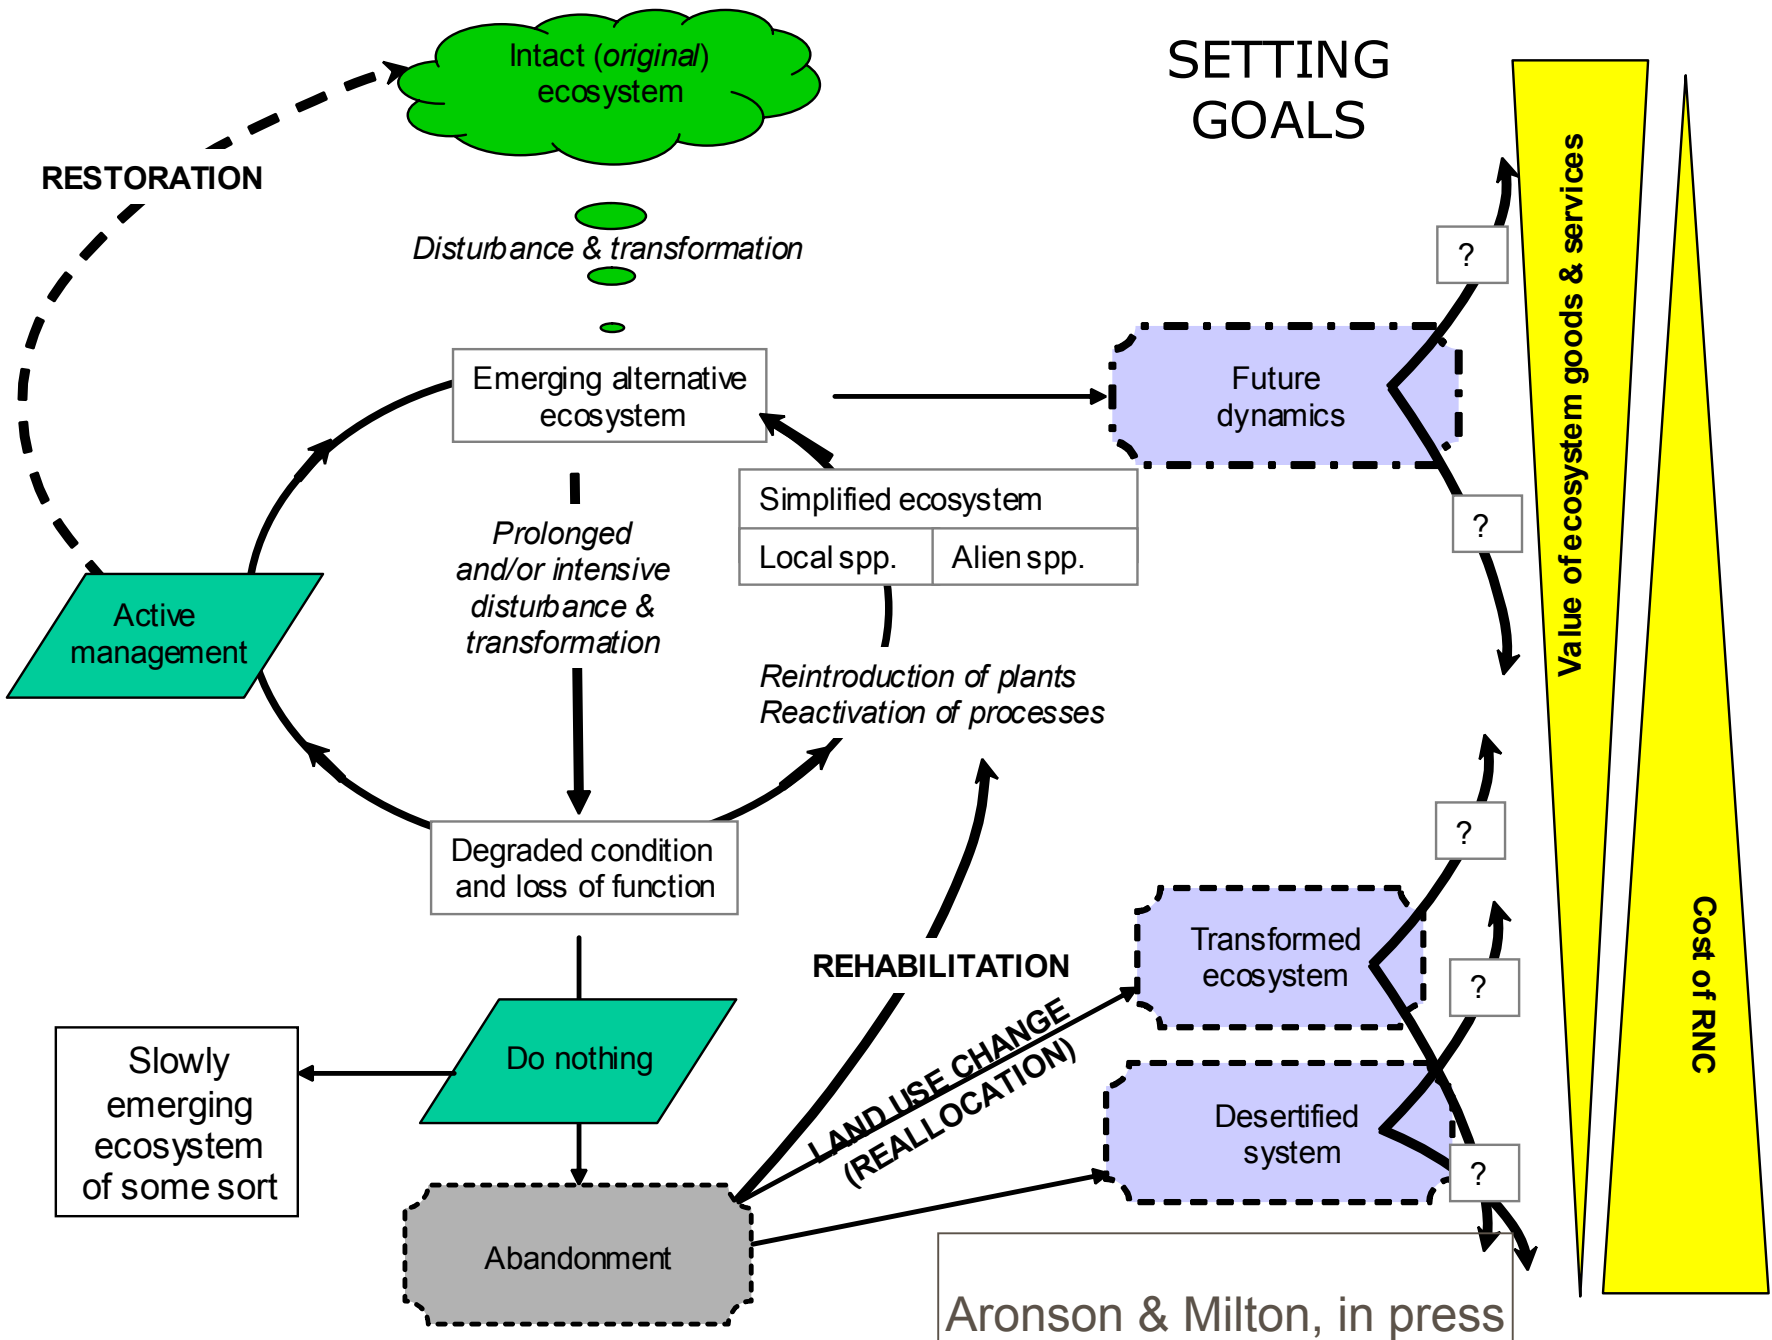 SETTING
GOALS
Intact (original)
ecosystem
RESTORATION
Disturbance & transformation
Emerging alternative
ecosystem
Future
dynamics
?
?
Simplified ecosystem
Local spp.
Alien spp.
Prolonged
and/or intensive
disturbance &
transformation
Active
management
Reintroduction of plants
Reactivation of processes
Degraded condition
and loss of function
REHABILITATION
LAND USE CHANGE
(REALLOCATION)
Transformed
ecosystem
?
?
Do nothing
Slowly
emerging
ecosystem
of some sort
Desertified
system
?
Abandonment
Value of eccosystem goods & servvices
Cost of RNC
Aronson & Milton, in press